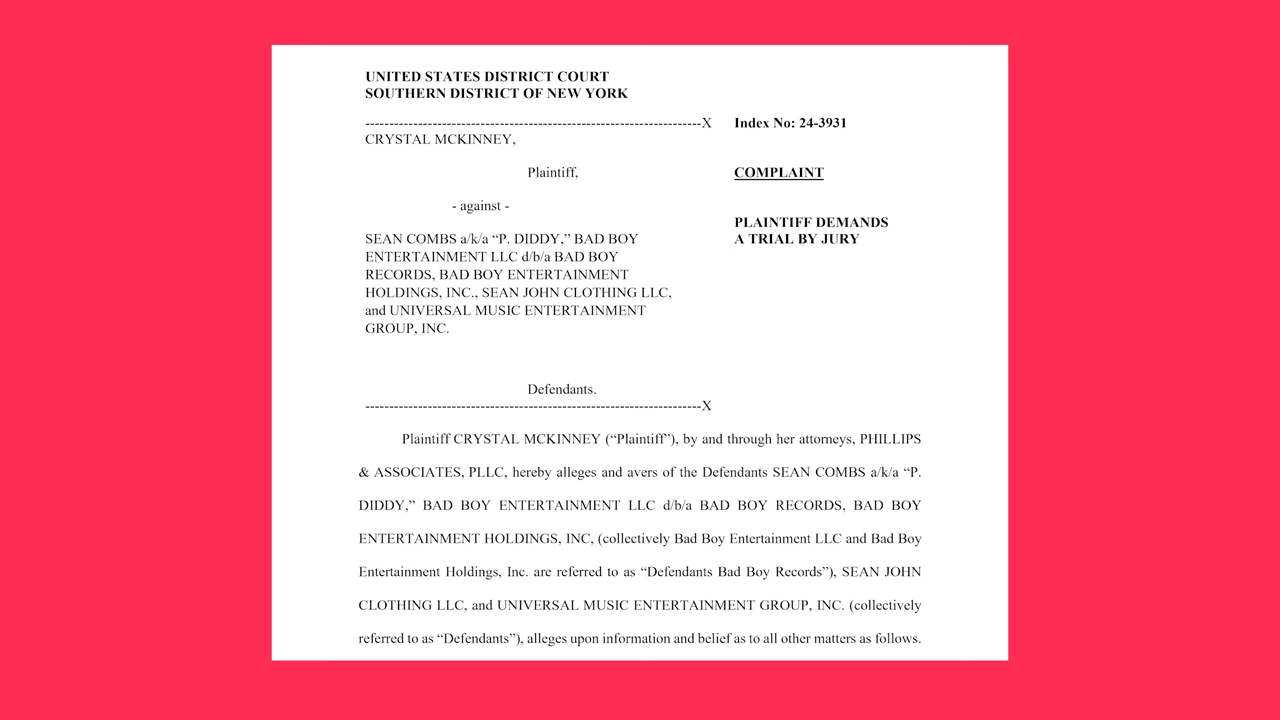 UNITED STATES DISTRICT COURT
SOUTHERN DISTRICT OF NEW YORK
----------------------------------------------------------------------X
Index No: 24-3931
CRYSTAL MCKINNEY,
Plaintiff,
COMPLAINT
- against -
PLAINTIFF DEMANDS
A TRIAL BY JURY
SEAN COMBS a/k/a “P. DIDDY,” BAD BOY
ENTERTAINMENT LLC d/b/a BAD BOY
RECORDS, BAD BOY ENTERTAINMENT
HOLDINGS, INC., SEAN JOHN CLOTHING LLC,
and UNIVERSAL MUSIC ENTERTAINMENT
GROUP, INC.
Defendants.
----------------------------------------------------------------------X
Plaintiff CRYSTAL MCKINNEY (“Plaintiff”), by and through her attorneys, PHILLIPS
& ASSOCIATES, PLLC, hereby alleges and avers of the Defendants SEAN COMBS a/k/a “P.
DIDDY,” BAD BOY ENTERTAINMENT LLC d/b/a BAD BOY RECORDS, BAD BOY
ENTERTAINMENT HOLDINGS, INC, (collectively Bad Boy Entertainment LLC and Bad Boy
Entertainment Holdings, Inc. are referred to as “Defendants Bad Boy Records”), SEAN JOHN
CLOTHING LLC, and UNIVERSAL MUSIC ENTERTAINMENT GROUP, INC. (collectively
referred to as “Defendants”), alleges upon information and belief as to all other matters as follows.